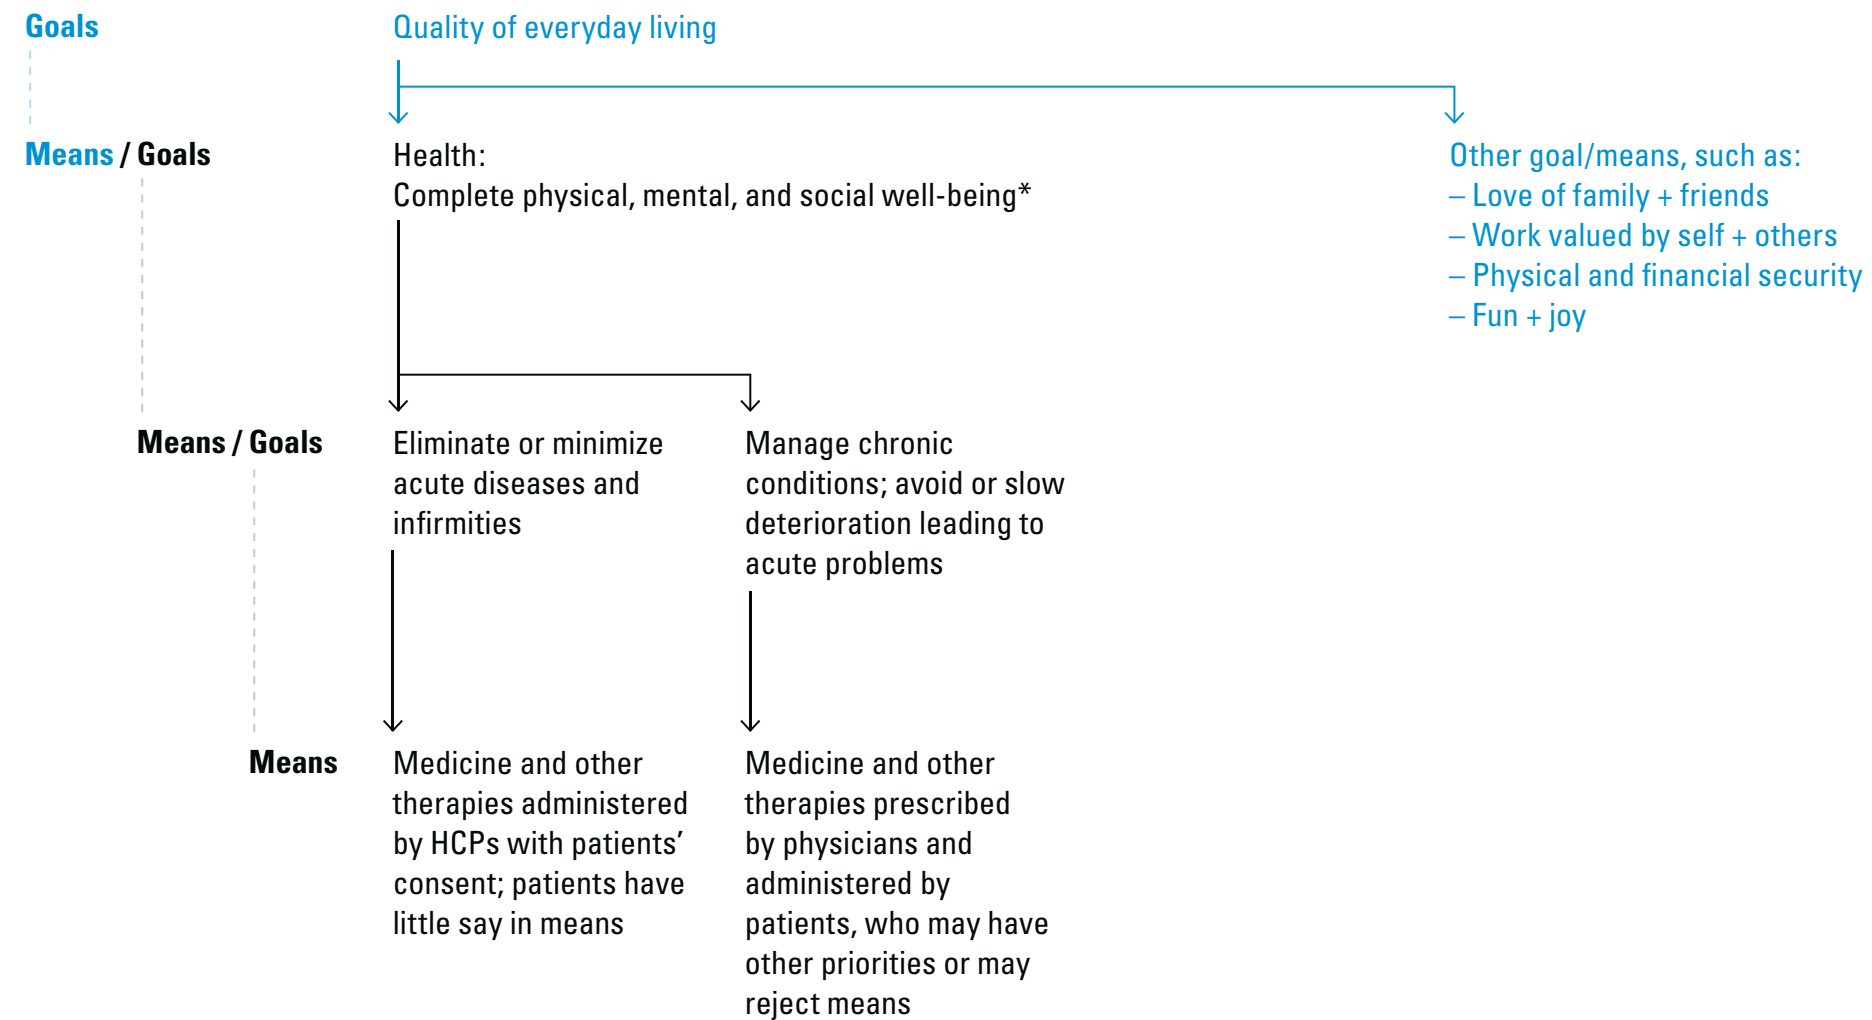 Goals
Quality of everyday living
Means / Goals
Health:
Complete physical, mental, and social well-being*
Other goal/means, such as:
– Love of family + friends
– Work valued by self + others
– Physical and financial security
– Fun + joy
Means / Goals
Eliminate or minimize
acute diseases and
infirmities
Manage chronic
conditions; avoid or slow
deterioration leading to
acute problems
Means
Medicine and other
therapies administered
by HCPs with patients’
consent; patients have
little say in means
Medicine and other
therapies prescribed
by physicians and
administered by
patients, who may have
other priorities or may
reject means